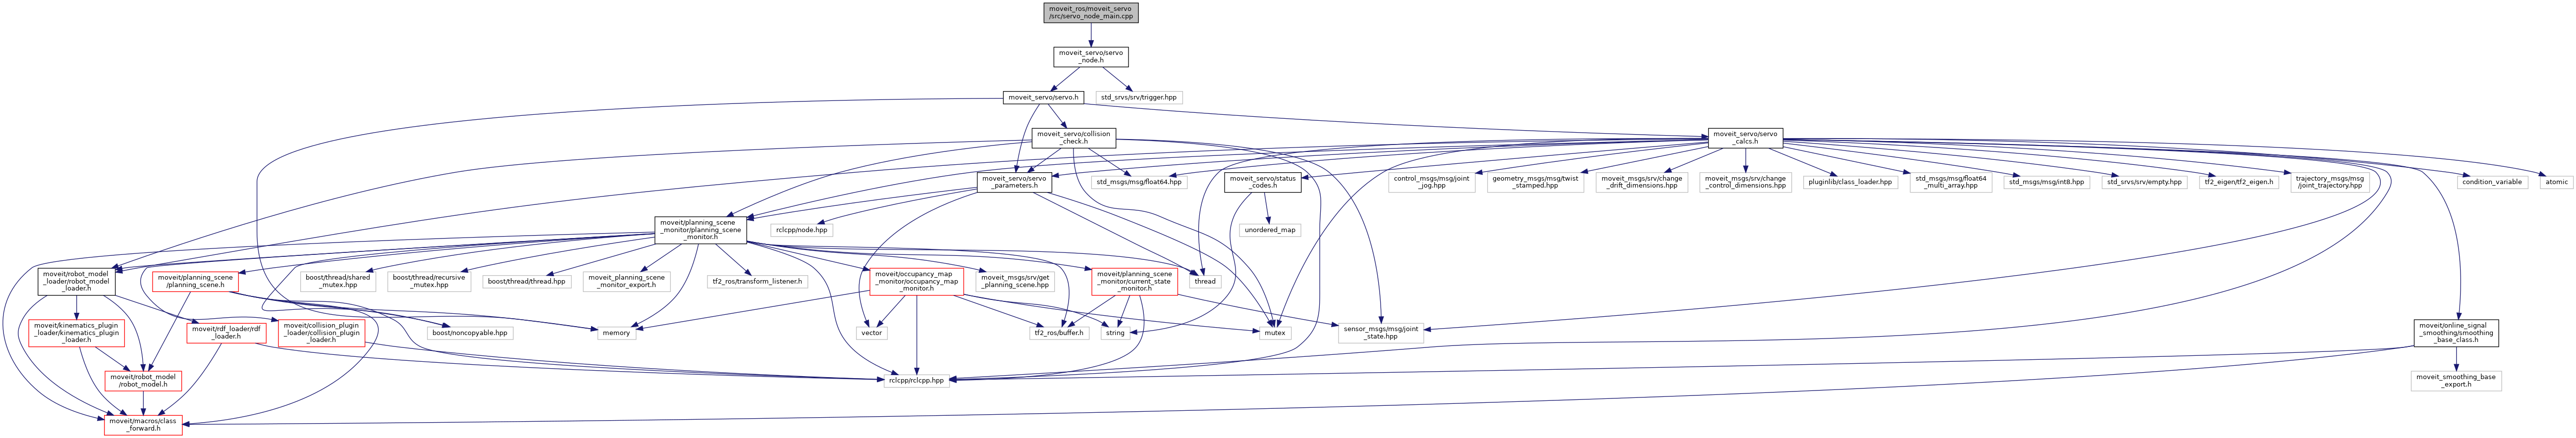 moveit_ros/moveit_servo
/src/servo_node_main.cpp
moveit_servo/servo
_node.h
moveit_servo/servo.h
std_srvs/srv/trigger.hpp
moveit_servo/collision
_check.h
moveit_servo/servo
_calcs.h
moveit_servo/servo
_parameters.h
std_msgs/msg/float64.hpp
moveit_servo/status
_codes.h
control_msgs/msg/joint
_jog.hpp
geometry_msgs/msg/twist
_stamped.hpp
moveit_msgs/srv/change
_drift_dimensions.hpp
moveit_msgs/srv/change
_control_dimensions.hpp
pluginlib/class_loader.hpp
std_msgs/msg/float64
_multi_array.hpp
std_msgs/msg/int8.hpp
std_srvs/srv/empty.hpp
tf2_eigen/tf2_eigen.h
trajectory_msgs/msg
/joint_trajectory.hpp
condition_variable
atomic
moveit/planning_scene
_monitor/planning_scene
_monitor.h
rclcpp/node.hpp
unordered_map
moveit/robot_model
_loader/robot_model
_loader.h
moveit/planning_scene
/planning_scene.h
boost/thread/shared
_mutex.hpp
boost/thread/recursive
_mutex.hpp
boost/thread/thread.hpp
moveit_planning_scene
_monitor_export.h
tf2_ros/transform_listener.h
moveit/occupancy_map
_monitor/occupancy_map
_monitor.h
moveit_msgs/srv/get
_planning_scene.hpp
moveit/planning_scene
_monitor/current_state
_monitor.h
thread
moveit/kinematics_plugin
_loader/kinematics_plugin
_loader.h
moveit/rdf_loader/rdf
_loader.h
moveit/collision_plugin
_loader/collision_plugin
_loader.h
boost/noncopyable.hpp
memory
vector
tf2_ros/buffer.h
string
mutex
sensor_msgs/msg/joint
_state.hpp
moveit/online_signal
_smoothing/smoothing
_base_class.h
moveit/robot_model
/robot_model.h
rclcpp/rclcpp.hpp
moveit_smoothing_base
_export.h
moveit/macros/class
_forward.h